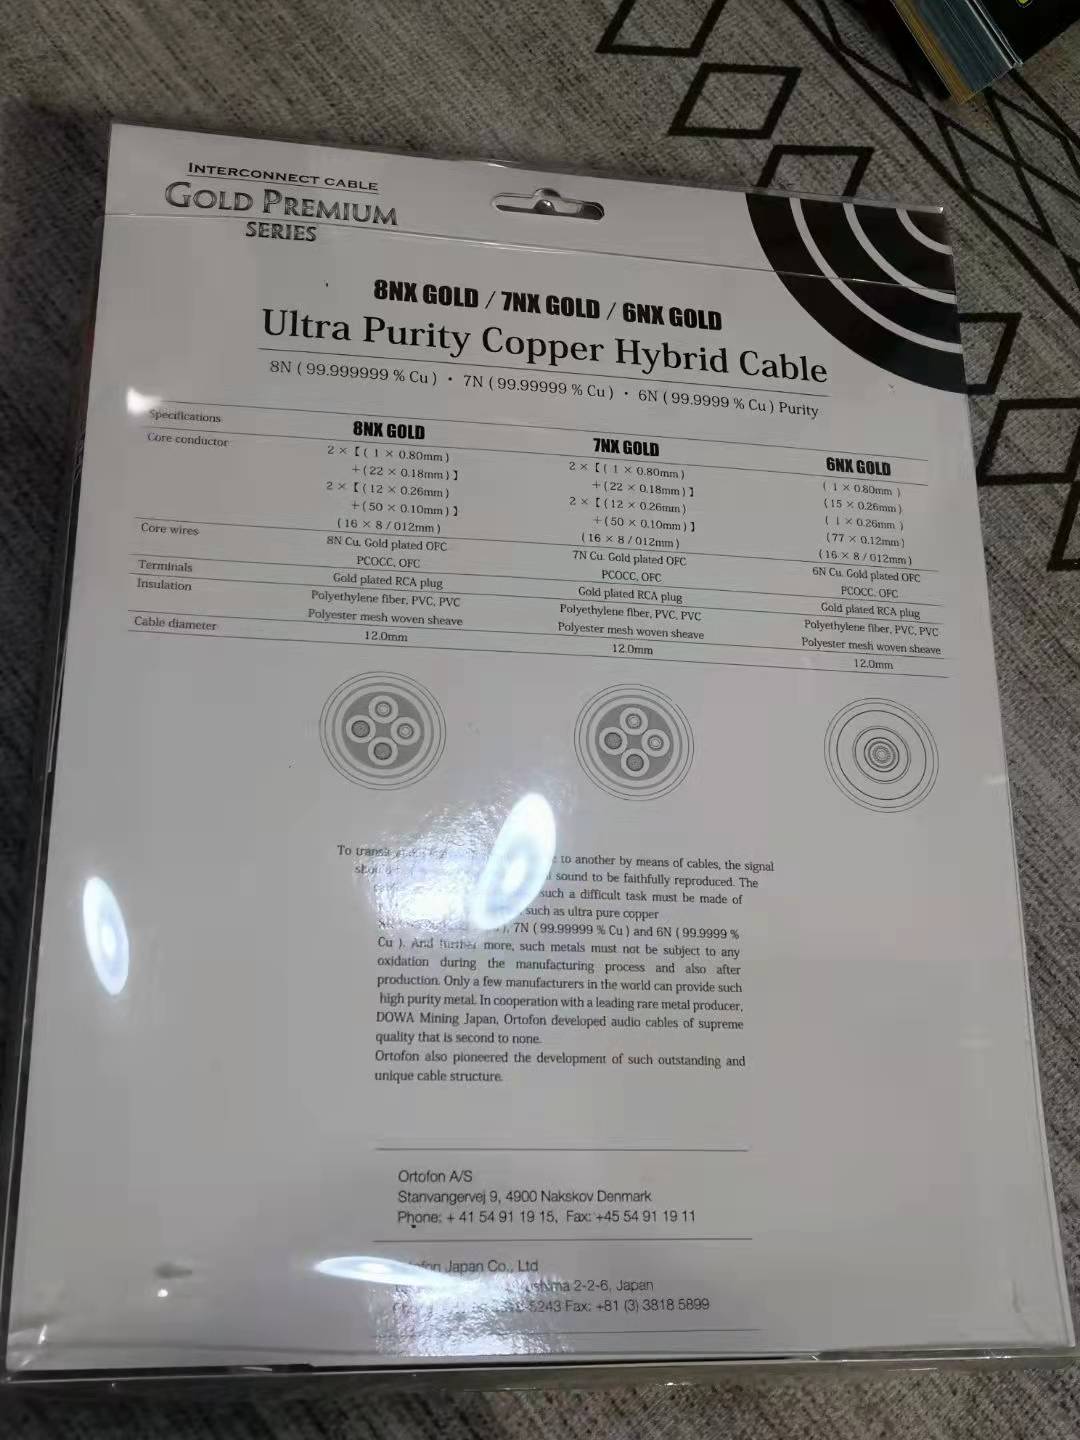 INTERCONNECT CABLE
GOLD PREMIUM
SERIES
8NX GOLD / 7NX GOLD / 6NX GOLD
Ultra Purity Copper Hybrid Cable
8N ( 99.999999 % Cu ) · 7N ( 99.99999 % Cu ) · 6N ( 99.9999 % Cu ) Purity
Specifications
8NX GOLD 7NX GOLD 6NX GOLD
Core conductor
2 × 【( 1 × 0.80mm ) 2 × 【( 1 × 0.80mm ) ( 1 × 0.80mm )
+ ( 22 × 0.18mm ) 】 + ( 22 × 0.18mm ) 】 ( 15 × 0.26mm )
2 × 【( 12 × 0.26mm ) 2 × 【( 12 × 0.26mm ) ( 1 × 0.26mm )
+ ( 50 × 0.10mm ) 】 + ( 50 × 0.10mm ) 】 ( 77 × 0.12mm )
( 16 × 8 / 012mm ) ( 16 × 8 / 012mm ) ( 16 × 8 / 012mm )
Core wires 8N Cu. Gold plated OFC 7N Cu. Gold plated OFC 6N Cu. Gold plated OFC
PCOCC, OFC PCOCC, OFC PCOCC, OFC
Terminals Gold plated RCA plug Gold plated RCA plug Gold plated RCA plug
Insulation Polyethylene fiber, PVC, PVC Polyethylene fiber, PVC, PVC Polyethylene fiber, PVC, PVC
Polyester mesh woven sheave Polyester mesh woven sheave Polyester mesh woven sheave
Cable diameter 12.0mm 12.0mm 12.0mm
To to another by means of cables, the signal
sound to be faithfully reproduced. The
such a difficult task must be made of
such as ultra pure copper
7N ( 99.99999 % Cu ) and 6N ( 99.9999 %
Cu ). And further more, such metals must not be subject to any
oxidation during the manufacturing process and also after
production. Only a few manufacturers in the world can provide such
high purity metal. In cooperation with a leading rare metal producer,
DOWA Mining Japan, Ortofon developed audio cables of supreme
quality that is second to none.
Ortofon also pioneered the development of such outstanding and
unique cable structure.
Ortofon A/S
Stanvangervej 9, 4900 Nakskov Denmark
Phone: + 41 54 91 19 15, Fax: +45 54 91 19 11
Japan Co., Ltd
2-2-6, Japan
5243 Fax: +81 (3) 3818 5899